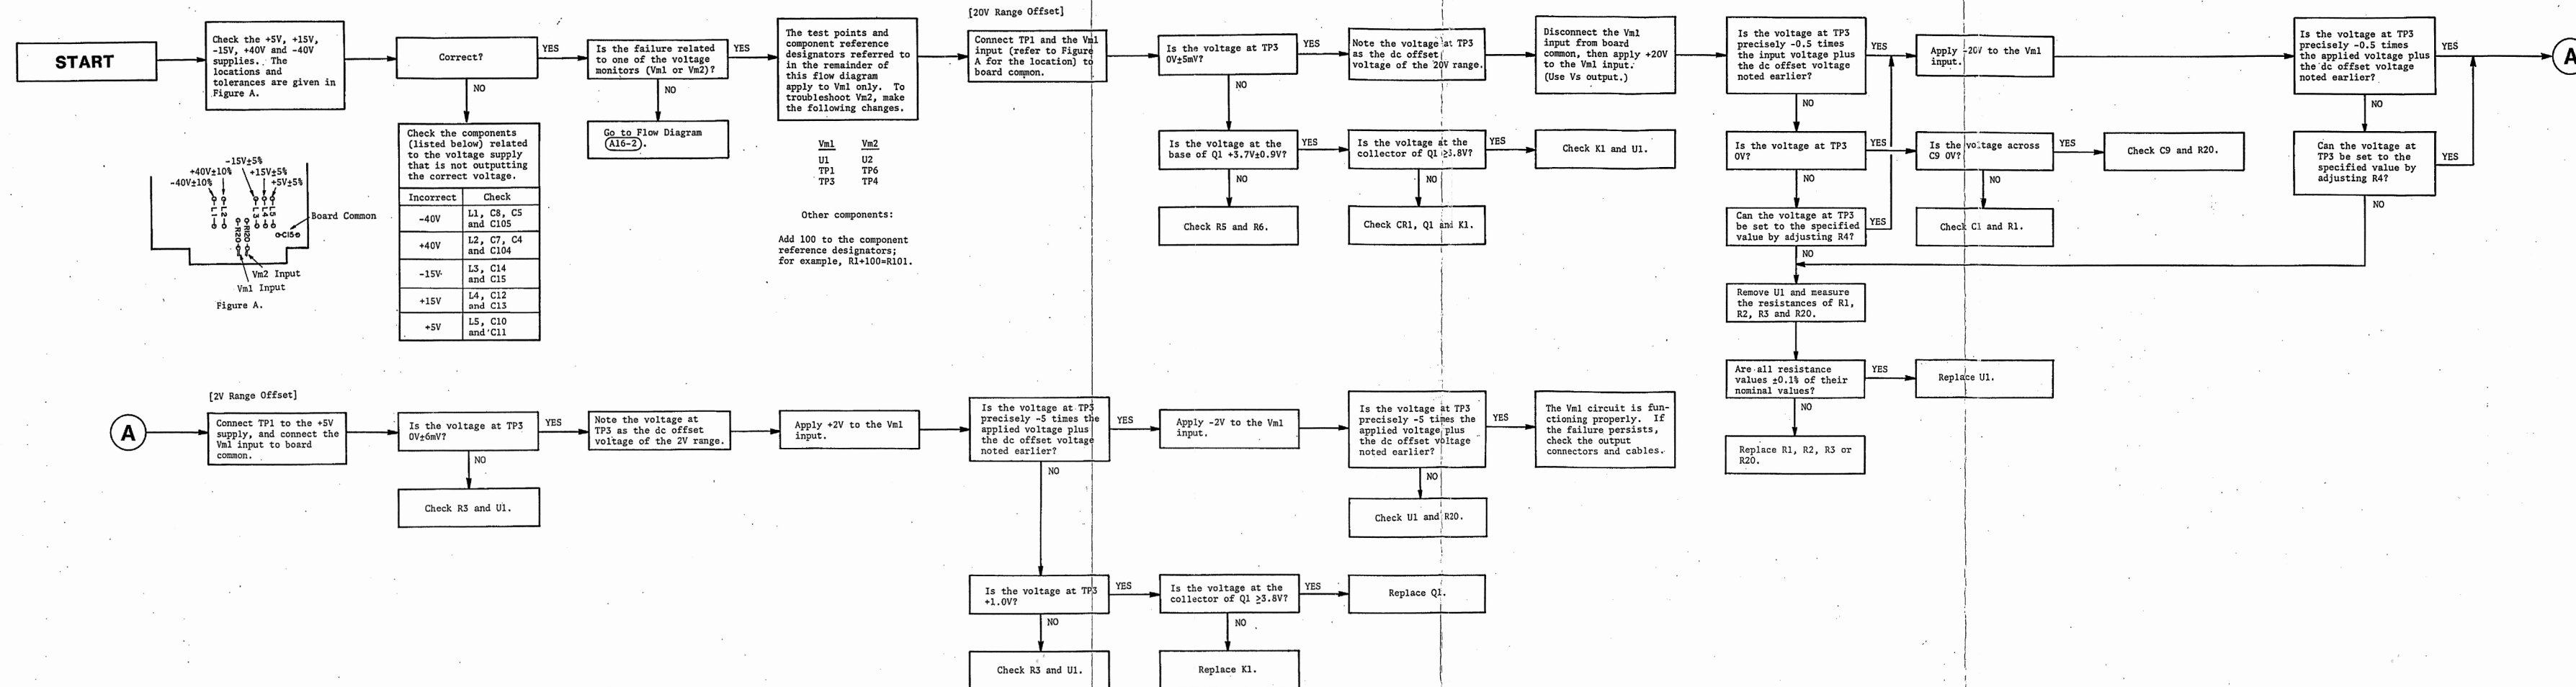 START
Check the +5V, +15V,
-15V, +40V and -40V
supplies. The
locations and
tolerances are given in
Figure A.
Correct?
YES
NO
Check the components
(listed below) related
to the voltage supply
that is not outputting
the correct voltage.
Incorrect Check
-40V L1, C8, C5
and C105
+40V L2, C7, C4
and C104
-15V L3, C14
and C15
+15V L4, C12
and C13
+5V L5, C10
and C11
-15V±5%
+40V±10% +15V±5%
-40V±10% +5V±5%
L1
L2
L3
L4
L5
R20
R20
C15
Board Common
Vm2 Input
Vm1 Input
Figure A.
Is the failure related
to one of the voltage
monitors (Vm1 or Vm2)?
YES
NO
Go to Flow Diagram
A16-2.
The test points and
component reference
designators referred to
in the remainder of
this flow diagram
apply to Vm1 only. To
troubleshoot Vm2, make
the following changes.
Vm1 Vm2
U1 U2
TP1 TP6
TP3 TP4
Other components:
Add 100 to the component
reference designators;
for example, R1+100=R101.
[20V Range Offset]
Connect TP1 and the Vm1
input (refer to Figure
A for the location) to
board common.
Is the voltage at TP3
0V±5mV?
YES
NO
Is the voltage at the
base of Q1 +3.7V±0.9V?
YES
NO
Check R5 and R6.
Is the voltage at the
collector of Q1 ≥3.8V?
YES
NO
Check CR1, Q1 and K1.
Check K1 and U1.
Note the voltage at TP3
as the dc offset
voltage of the 20V range.
Disconnect the Vm1
input from board
common, then apply +20V
to the Vm1 input.
(Use Vs output.)
Is the voltage at TP3
precisely -0.5 times
the input voltage plus
the dc offset voltage
noted earlier?
YES
NO
Is the voltage at TP3
0V?
YES
NO
Can the voltage at TP3
be set to the specified
value by adjusting R4?
YES
NO
Remove U1 and measure
the resistances of R1,
R2, R3 and R20.
Are all resistance
values ±0.1% of their
nominal values?
YES
NO
Replace U1.
Replace R1, R2, R3 or
R20.
Apply -20V to the Vm1
input.
Is the voltage across
C9 0V?
YES
NO
Check C9 and R20.
Check C1 and R1.
Is the voltage at TP3
precisely -0.5 times
the applied voltage plus
the dc offset voltage
noted earlier?
YES
NO
Can the voltage at
TP3 be set to the
specified value by
adjusting R4?
YES
NO
A
A
[2V Range Offset]
Connect TP1 to the +5V
supply, and connect the
Vm1 input to board
common.
Is the voltage at TP3
0V±6mV?
YES
NO
Check R3 and U1.
Note the voltage at
TP3 as the dc offset
voltage of the 2V range.
Apply +2V to the Vm1
input.
Is the voltage at TP3
precisely -5 times the
applied voltage plus
the dc offset voltage
noted earlier?
YES
NO
Apply -2V to the Vm1
input.
Is the voltage at TP3
precisely -5 times the
applied voltage plus
the dc offset voltage
noted earlier?
YES
NO
Check U1 and R20.
The Vm1 circuit is func-
tioning properly. If
the failure persists,
check the output
connectors and cables.
Is the voltage at TP3
+1.0V?
YES
NO
Check R3 and U1.
Is the voltage at the
collector of Q1 ≥3.8V?
YES
NO
Replace K1.
Replace Q1.